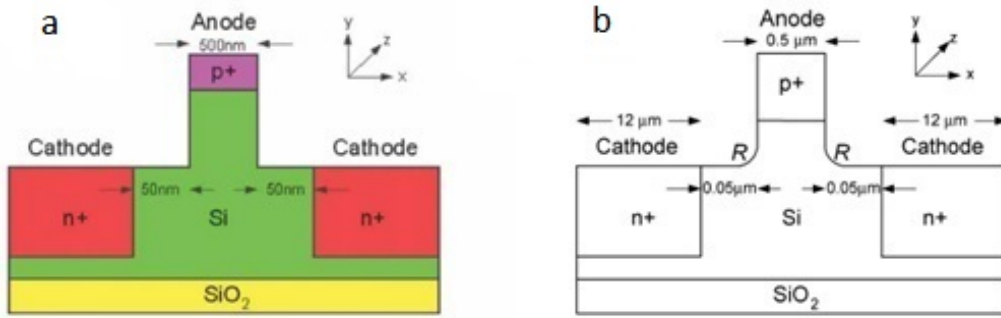 a
Anode
500nm
p+
y
z
x
Cathode
Cathode
50nm
50nm
n+
Si
n+
SiO₂
b
Anode
0.5 μm
p+
y
z
x
12 μm
12 μm
Cathode
Cathode
R
R
0.05μm
0.05μm
n+
Si
n+
SiO₂